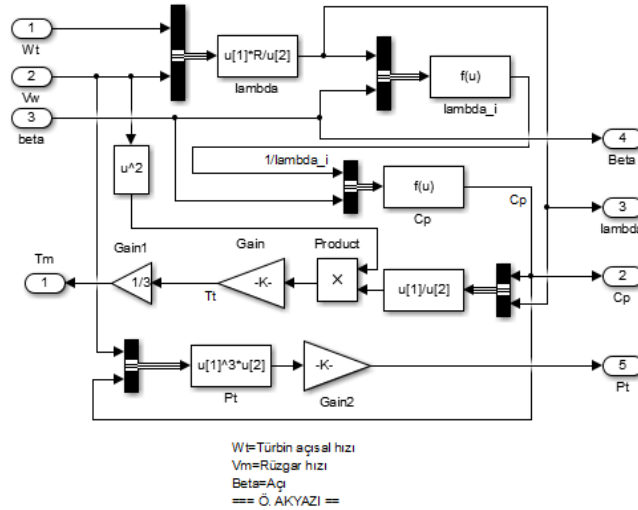 1
Wt
2
Vw
3
beta
u[1]*R/u[2]
lambda
f(u)
lambda_i
4
Beta
u^2
1/lambda_i
f(u)
Cp
Cp
3
lambda
Tm
1
Gain1
1/3
Tt
Gain
-K-
Product
×
u[1]/u[2]
2
Cp
u[1]^3*u[2]
Pt
-K-
Gain2
5
Pt
Wt=Türbin açısal hızı
Vm=Rüzgar hızı
Beta=Açı
=== Ö. AKYAZI ==